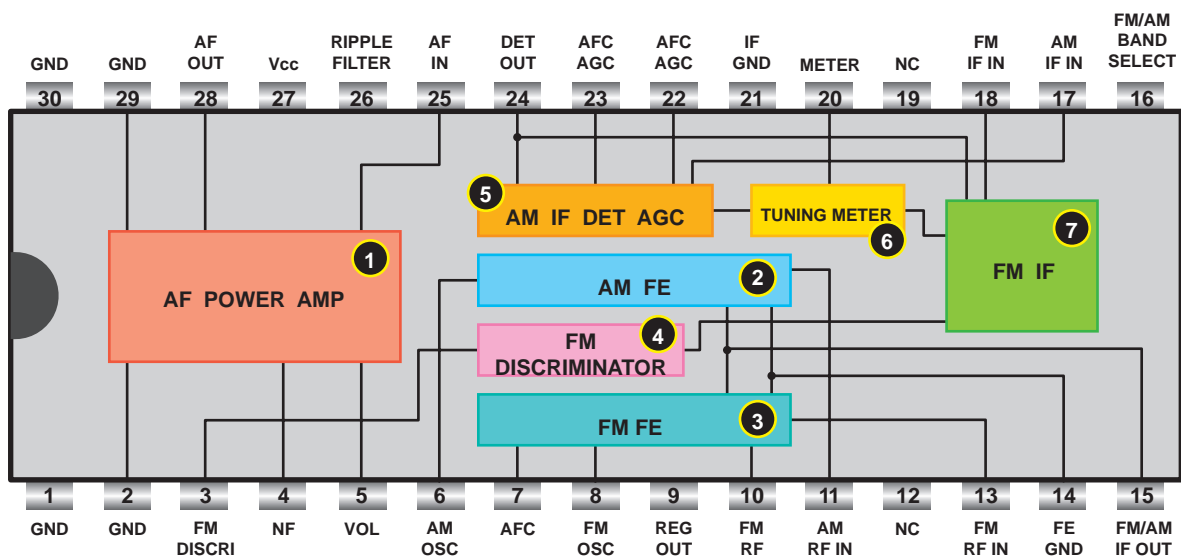 GND GND AF OUT Vcc RIPPLE FILTER AF IN DET OUT AFC AGC AFC AGC IF GND METER NC FM IF IN AM IF IN FM/AM BAND SELECT
30 29 28 27 26 25 24 23 22 21 20 19 18 17 16
5 AM IF DET AGC
TUNING METER 6
7
FM IF
1
AF POWER AMP
AM FE 2
FM DISCRIMINATOR 4
FM FE 3
1 2 3 4 5 6 7 8 9 10 11 12 13 14 15
GND GND FM DISCRI NF VOL AM OSC AFC FM OSC REG OUT FM RF AM RF IN NC FM RF IN FE GND FM/AM IF OUT